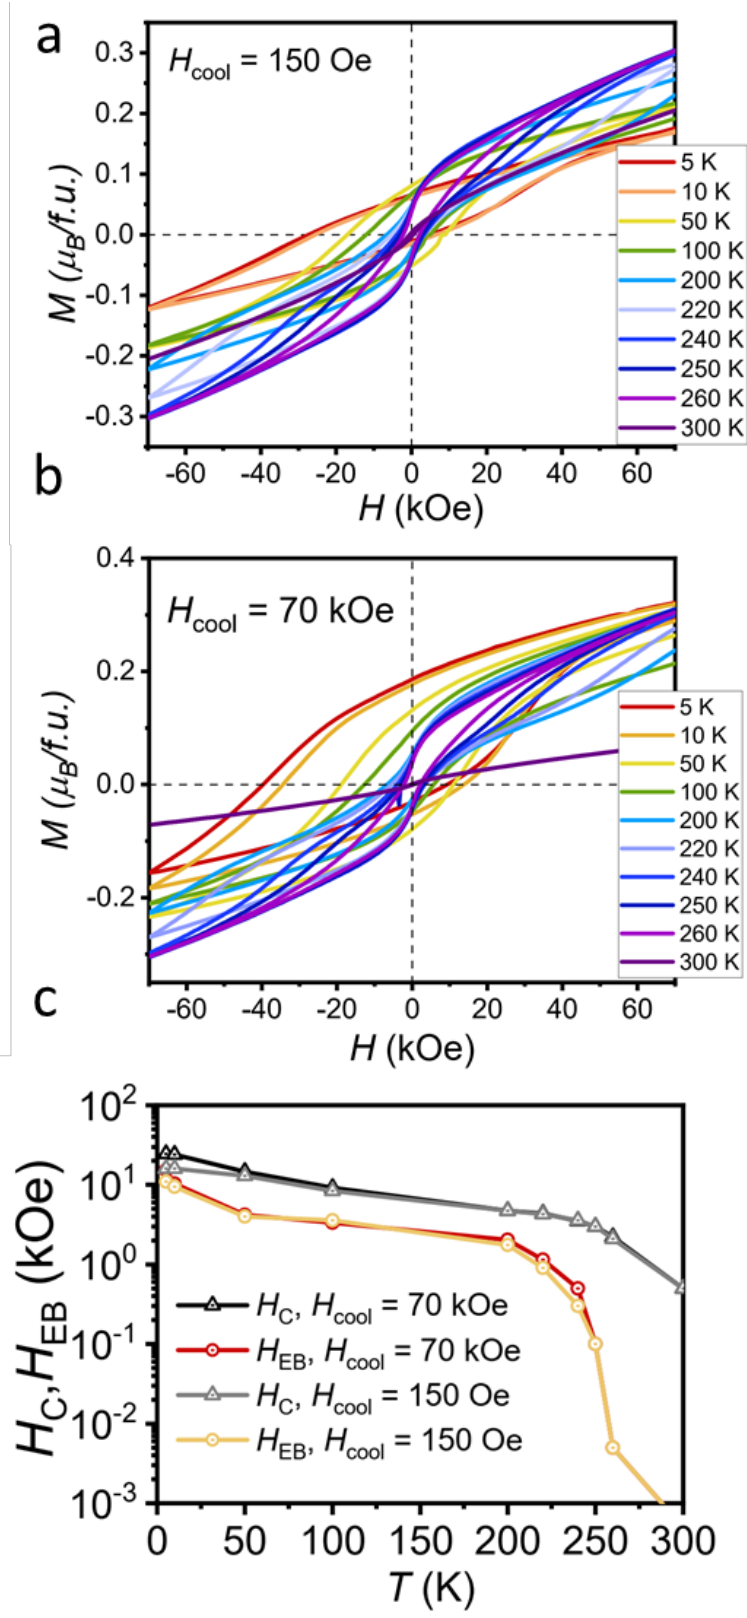 a
H_cool = 150 Oe
0.3
0.2
0.1
0.0
-0.1
-0.2
-0.3
M (μ_B/f.u.)
5 K
10 K
50 K
100 K
200 K
220 K
240 K
250 K
260 K
300 K
-60 -40 -20 0 20 40 60
H (kOe)
b
H_cool = 70 kOe
0.4
0.2
0.0
-0.2
M (μ_B/f.u.)
5 K
10 K
50 K
100 K
200 K
220 K
240 K
250 K
260 K
300 K
-60 -40 -20 0 20 40 60
H (kOe)
c
10^2
10^1
10^0
10^-1
10^-2
10^-3
H_C,H_EB (kOe)
H_C, H_cool = 70 kOe
H_EB, H_cool = 70 kOe
H_C, H_cool = 150 Oe
H_EB, H_cool = 150 Oe
0 50 100 150 200 250 300
T (K)